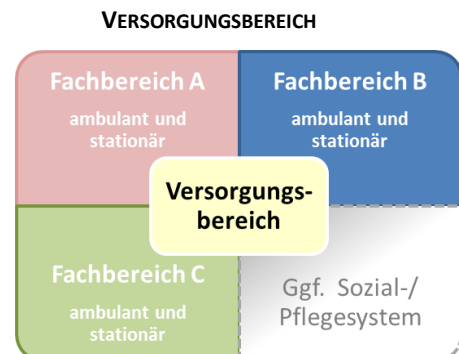 VERSORGUNGSBEREICH
Fachbereich A
ambulant und
stationär
Fachbereich B
ambulant und
stationär
Versorgungs-
bereich
Fachbereich C
ambulant und
stationär
Ggf. Sozial-/
Pflegesystem